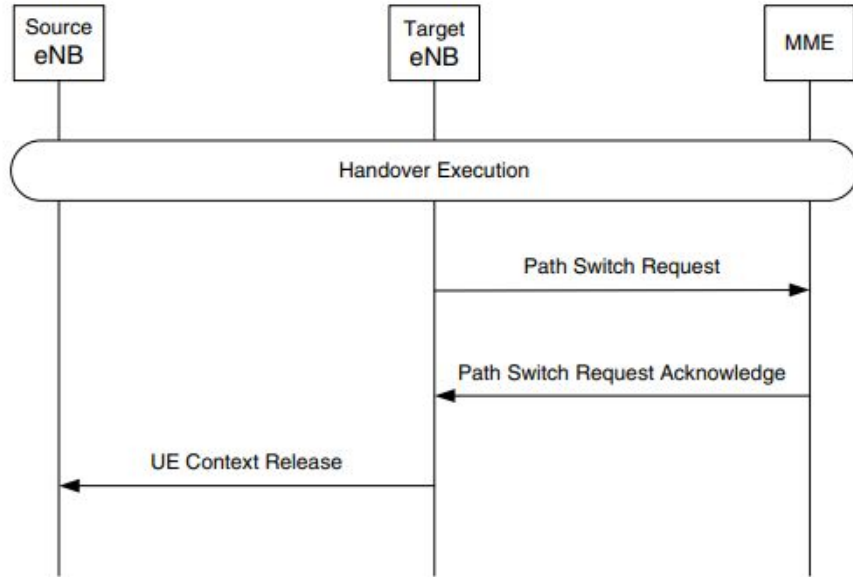 Source
eNB
Target
eNB
MME
Handover Execution
Path Switch Request
Path Switch Request Acknowledge
UE Context Release